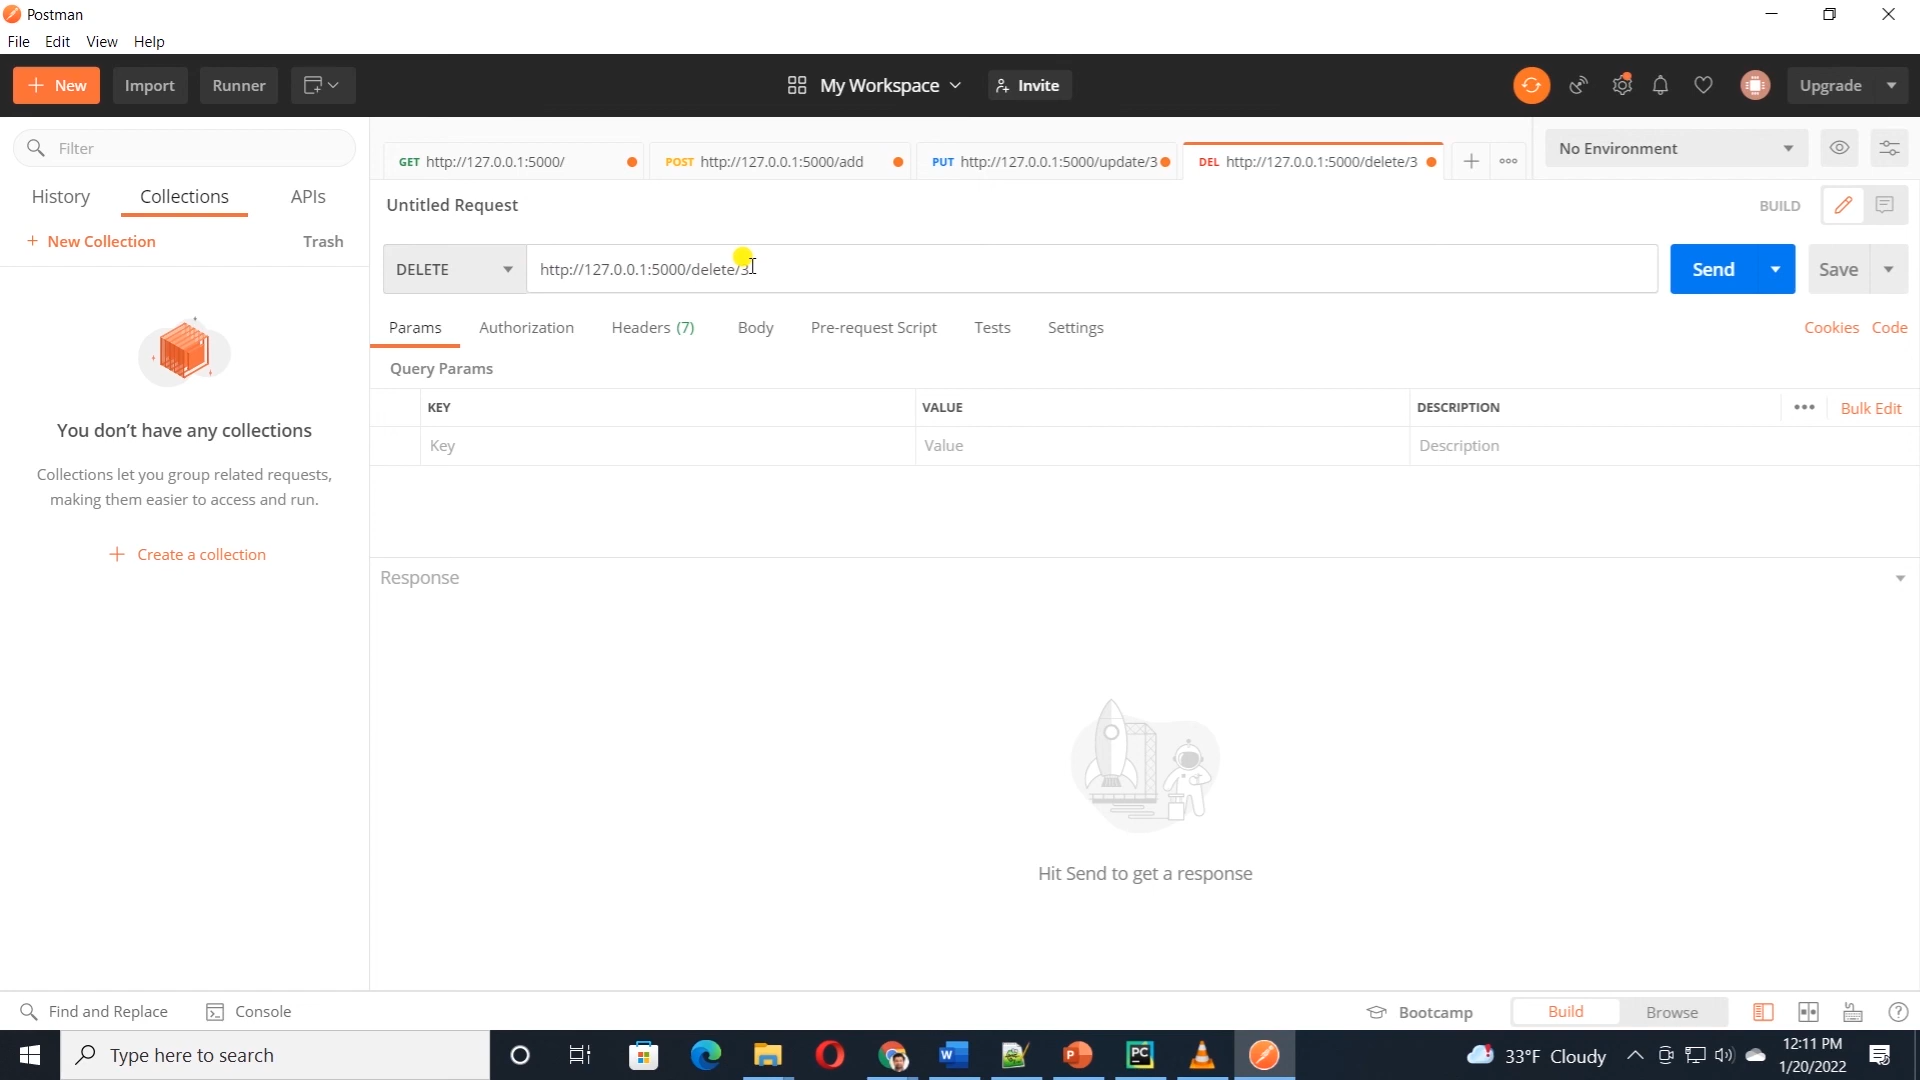 Postman
File Edit View Help
+ New Import Runner My Workspace Invite Upgrade
Filter
GET http://127.0.0.1:5000/ POST http://127.0.0.1:5000/add PUT http://127.0.0.1:5000/update/3 DEL http://127.0.0.1:5000/delete/3 + No Environment
History Collections APIs
Untitled Request BUILD
+ New Collection Trash
DELETE http://127.0.0.1:5000/delete/3 Send Save
Params Authorization Headers (7) Body Pre-request Script Tests Settings Cookies Code
Query Params
KEY VALUE DESCRIPTION ••• Bulk Edit
Key Value Description
You don't have any collections
Collections let you group related requests,
making them easier to access and run.
+ Create a collection
Response
Hit Send to get a response
Find and Replace Console Bootcamp Build Browse
Type here to search 33°F Cloudy 12:11 PM
1/20/2022